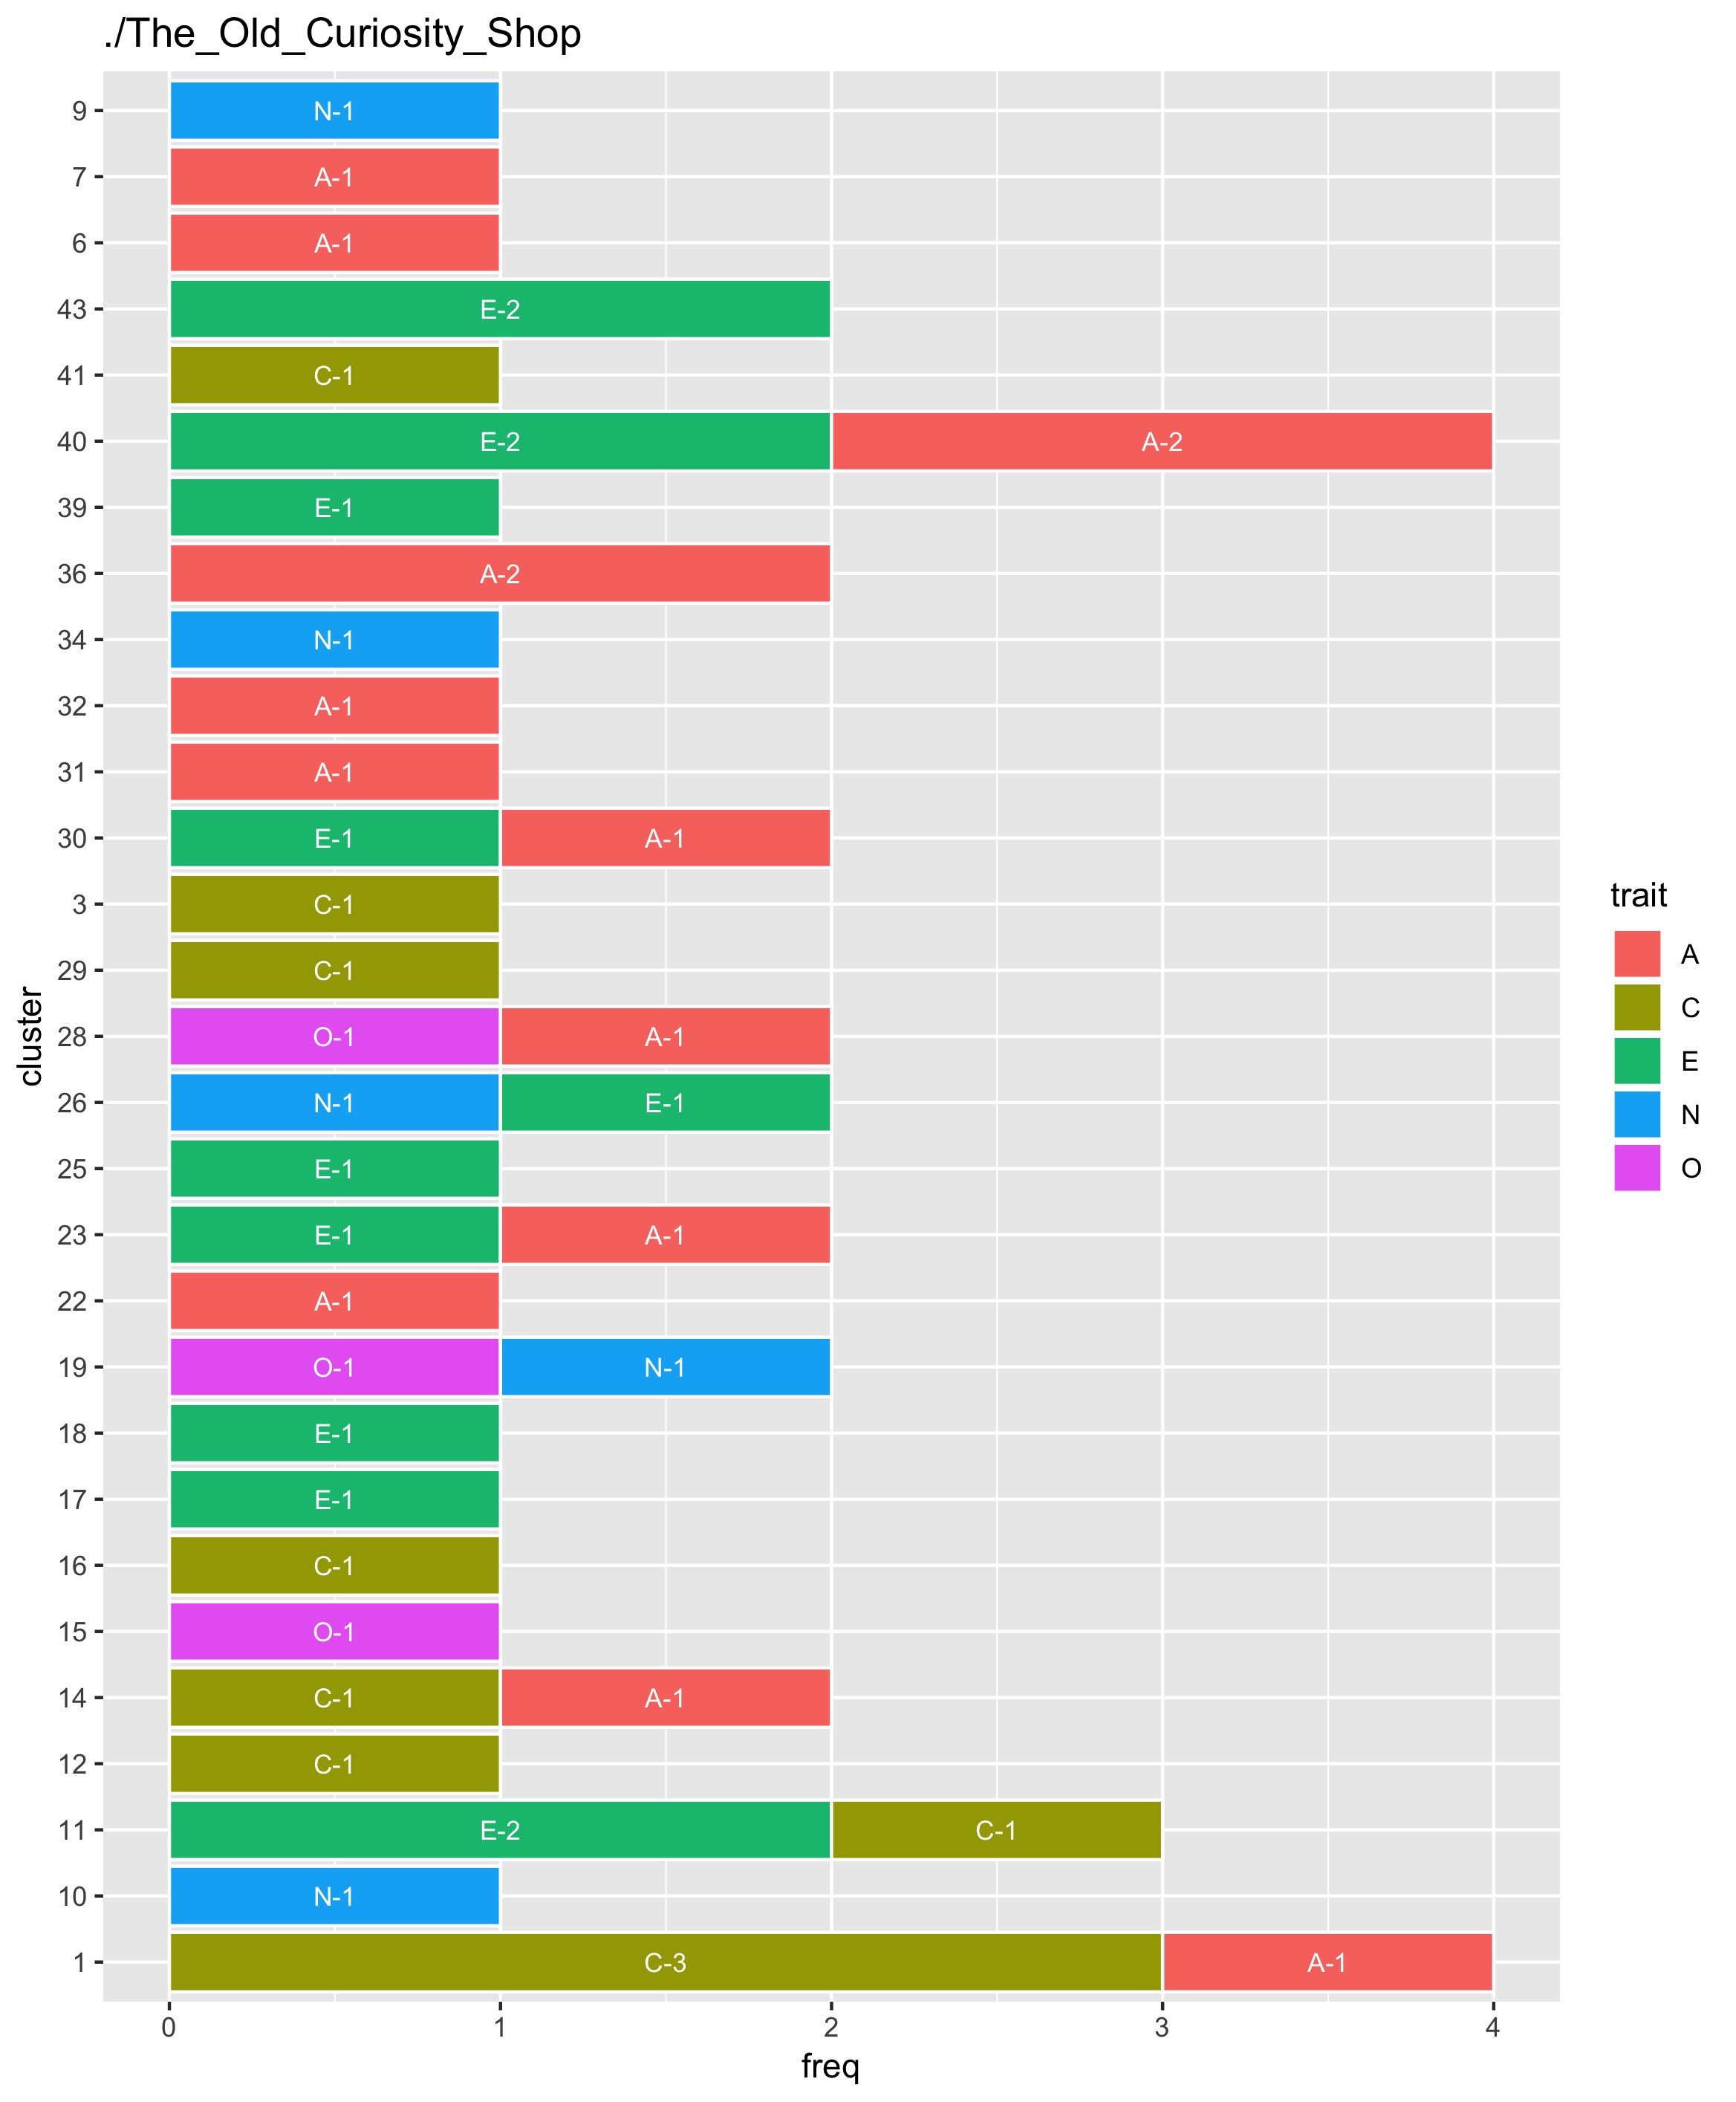 ./The_Old_Curiosity_Shop
9 N-1
7 A-1
6 A-1
43 E-2
41 C-1
40 E-2 A-2
39 E-1
36 A-2
34 N-1
32 A-1
31 A-1
30 E-1 A-1
3 C-1
29 C-1
28 O-1 A-1
26 N-1 E-1
25 E-1
23 E-1 A-1
22 A-1
19 O-1 N-1
18 E-1
17 E-1
16 C-1
15 O-1
14 C-1 A-1
12 C-1
11 E-2 C-1
10 N-1
1 C-3 A-1
0 1 2 3 4
freq
cluster
trait
A
C
E
N
O